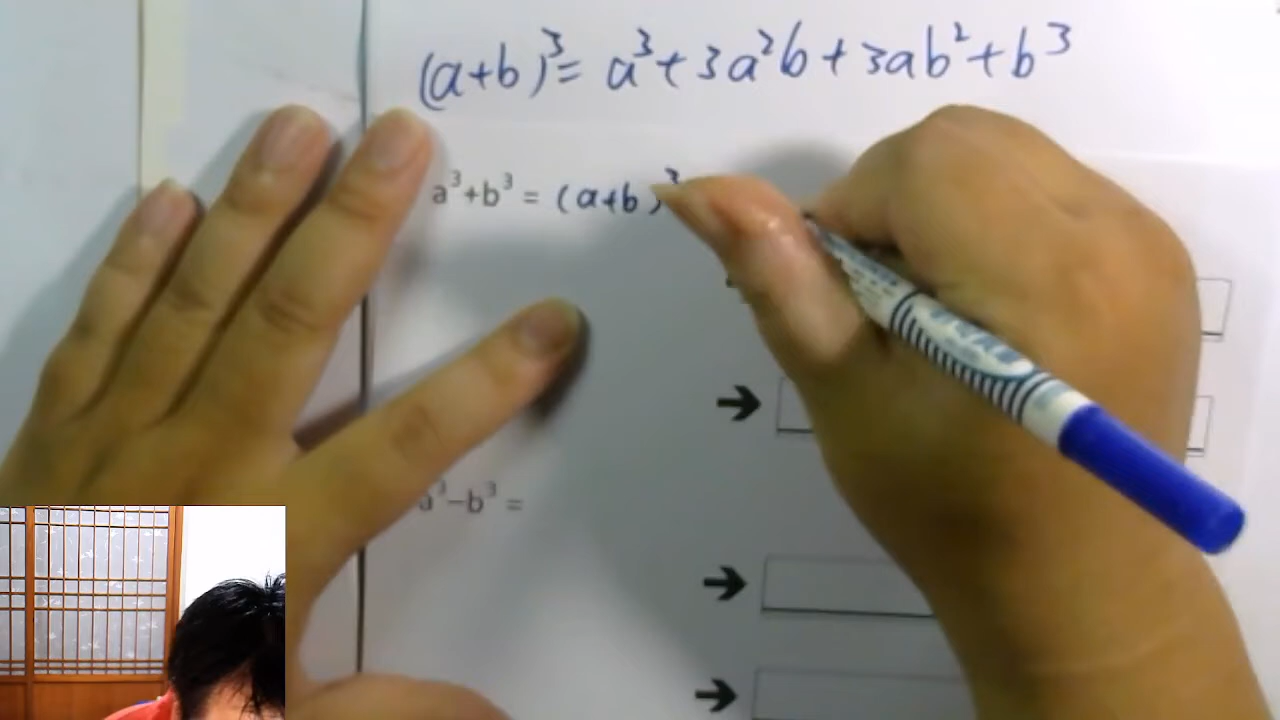 (a+b)³= a³+3a²b+3ab²+b³
a³+b³ = (a+b)³
a³−b³ =